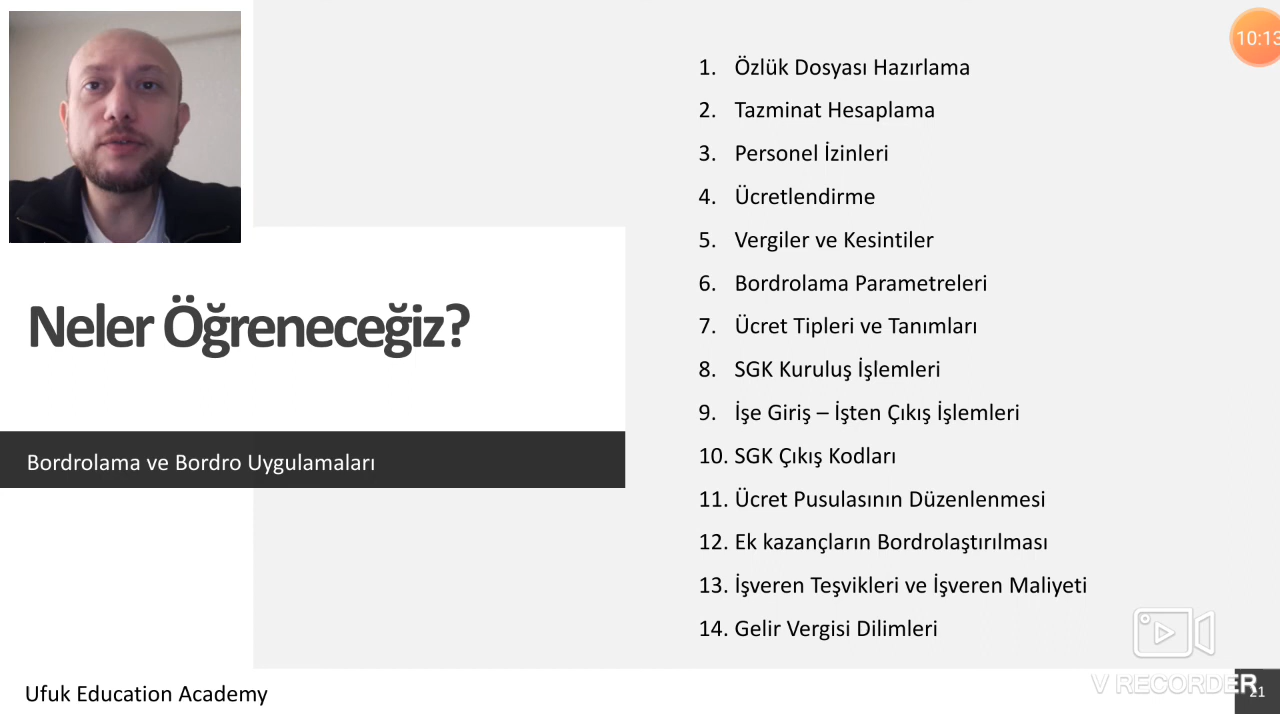 10:13
Neler Öğreneceğiz?
Bordrolama ve Bordro Uygulamaları
1. Özlük Dosyası Hazırlama
2. Tazminat Hesaplama
3. Personel İzinleri
4. Ücretlendirme
5. Vergiler ve Kesintiler
6. Bordrolama Parametreleri
7. Ücret Tipleri ve Tanımları
8. SGK Kuruluş İşlemleri
9. İşe Giriş – İşten Çıkış İşlemleri
10. SGK Çıkış Kodları
11. Ücret Pusulasının Düzenlenmesi
12. Ek kazançların Bordrolaştırılması
13. İşveren Teşvikleri ve İşveren Maliyeti
14. Gelir Vergisi Dilimleri
Ufuk Education Academy
V RECORDER
21